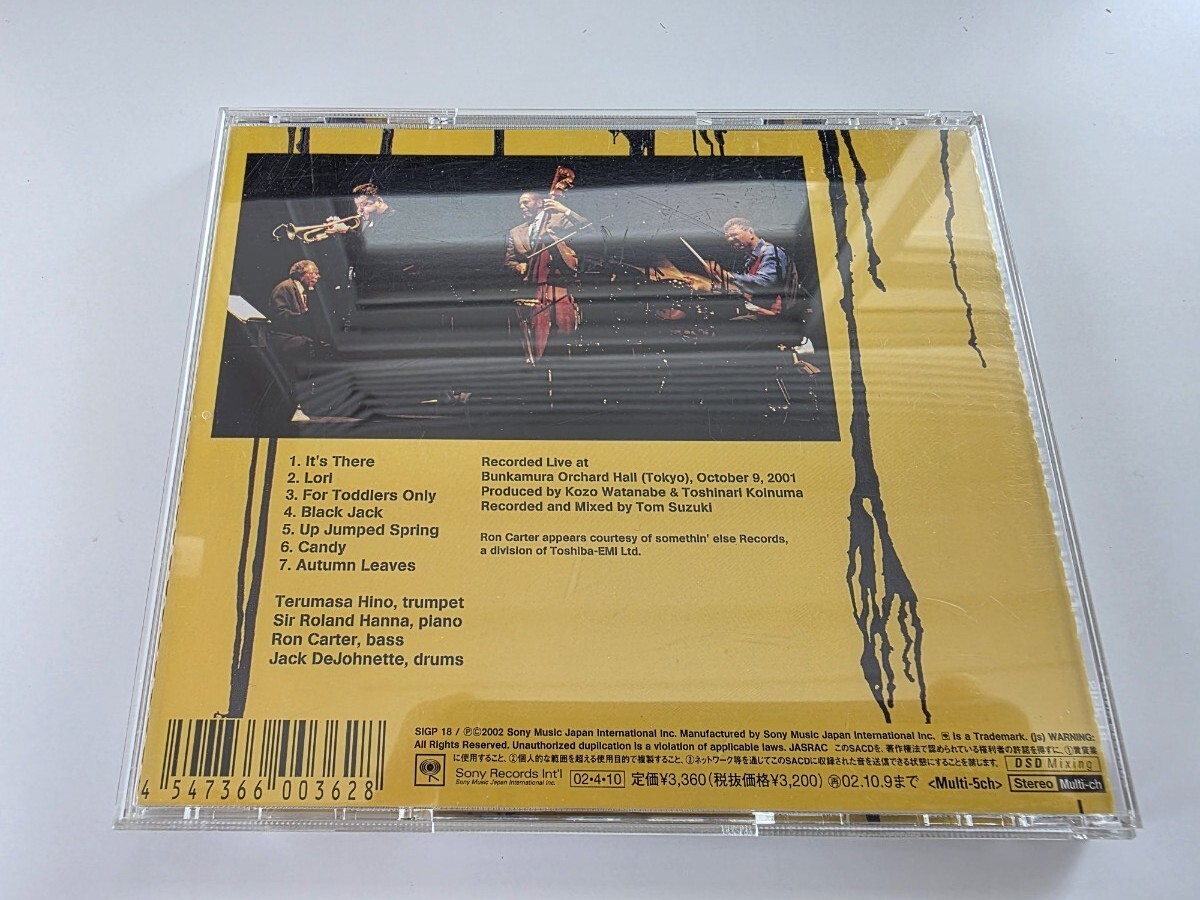 1. It's There
2. Lori
3. For Toddlers Only
4. Black Jack
5. Up Jumped Spring
6. Candy
7. Autumn Leaves
Terumasa Hino, trumpet
Sir Roland Hanna, piano
Ron Carter, bass
Jack DeJohnette, drums
Recorded Live at
Bunkamura Orchard Hall (Tokyo), October 9, 2001
Produced by Kozo Watanabe & Toshinari Koinuma
Recorded and Mixed by Tom Suzuki
Ron Carter appears courtesy of somethin' else Records,
a division of Toshiba-EMI Ltd.
SIGP 18 / ℗©2002 Sony Music Japan International Inc. Manufactured by Sony Music Japan International Inc. is a Trademark. (js) WARNING:
All Rights Reserved. Unauthorized duplication is a violation of applicable laws. JASRAC このSACDを、著作権法で認められている権利者の許諾を得ずに、①賃貸業
に使用すること、②個人的な範囲を超える使用目的で複製すること、③ネットワーク等を通じてこのSACDに収録された音を送信できる状態にすることを禁じます。
DSD Mixing
Sony Records Int'l
Sony Music Japan International Inc.
02・4・10 定価¥3,360(税抜価格¥3,200) 再02.10.9まで <Multi-5ch> Stereo Multi-ch
4 547366 003628